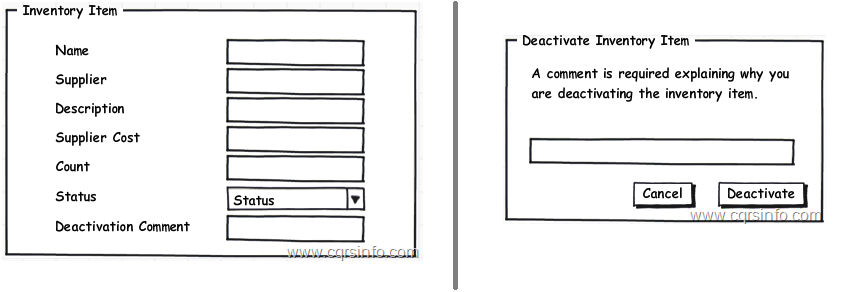 Inventory Item
Name
Supplier
Description
Supplier Cost
Count
Status
Status
Deactivation Comment
www.cqrsinfo.com
Deactivate Inventory Item
A comment is required explaining why you
are deactivating the inventory item.
Cancel
Deactivate
www.cqrsinfo.com